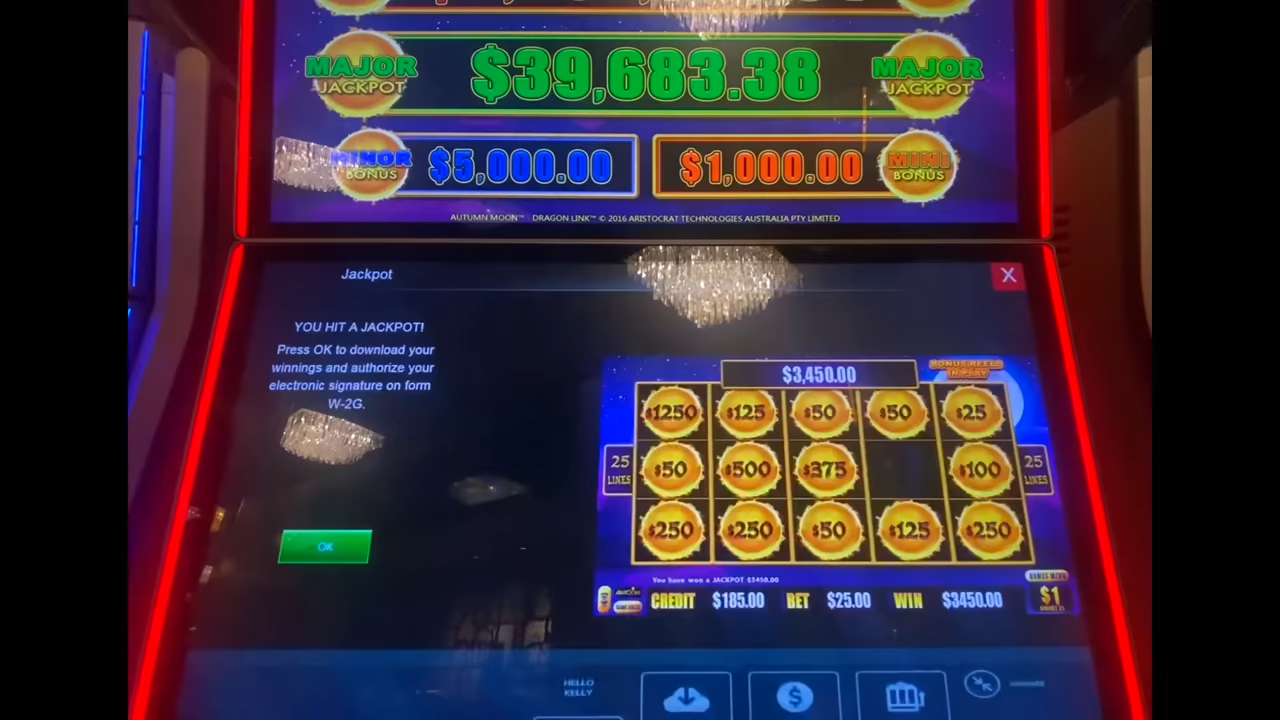 MAJOR
JACKPOT
$39,683.38
MAJOR
JACKPOT
MINOR
BONUS
$5,000.00
$1,000.00
MINI
BONUS
AUTUMN MOON™ - DRAGON LINK™ © 2016 ARISTOCRAT TECHNOLOGIES AUSTRALIA PTY LIMITED
Jackpot
X
YOU HIT A JACKPOT!
Press OK to download your
winnings and authorize your
electronic signature on form
W-2G.
OK
$3,450.00
BONUS REELS
IN PLAY
$1250 $125 $50 $50 $25
25
LINES
$50 $500 $375 $100
25
LINES
$250 $250 $50 $125 $250
You have won a JACKPOT $3450.00
GAMES MENU
CREDIT $185.00 BET $25.00 WIN $3450.00
$1
HELLO
KELLY
$